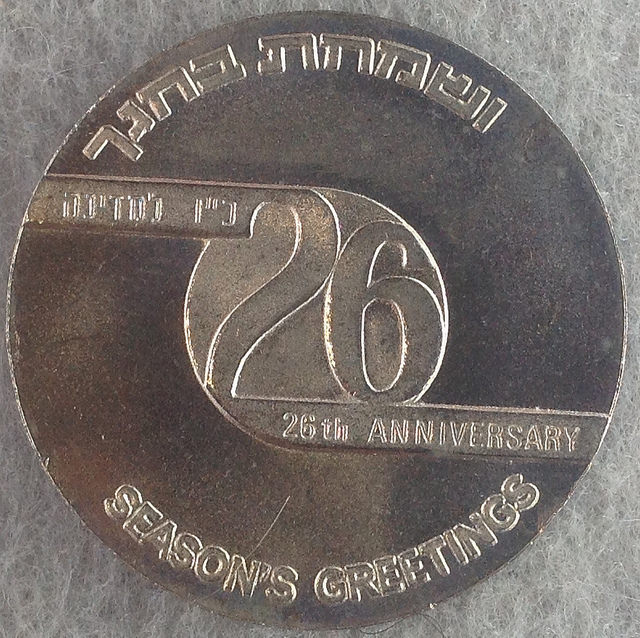 ושמחת בחגך
כ״ו למדינה
26
26th ANNIVERSARY
SEASON'S GREETINGS